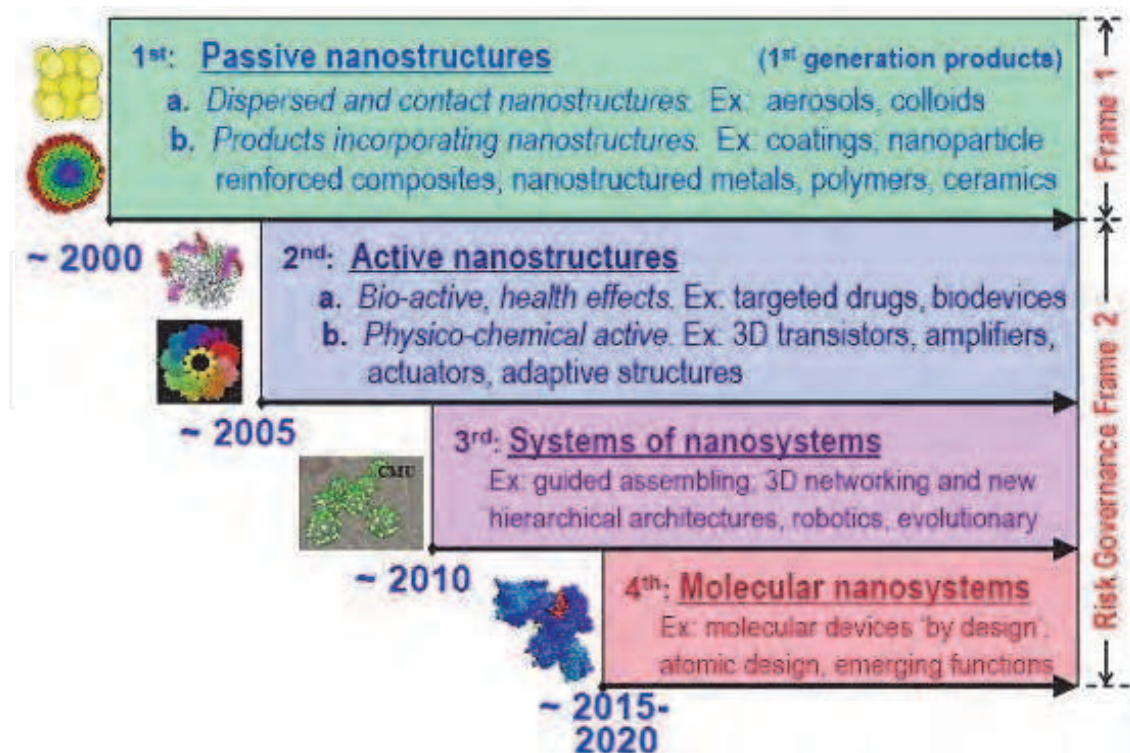 1st: Passive nanostructures (1st generation products)
a. Dispersed and contact nanostructures. Ex: aerosols, colloids
b. Products incorporating nanostructures. Ex: coatings; nanoparticle
reinforced composites, nanostructured metals, polymers, ceramics
Frame 1
~ 2000
2nd: Active nanostructures
a. Bio-active, health effects. Ex: targeted drugs, biodevices
b. Physico-chemical active. Ex: 3D transistors, amplifiers,
actuators, adaptive structures
~ 2005
CMU
3rd: Systems of nanosystems
Ex: guided assembling; 3D networking and new
hierarchical architectures, robotics, evolutionary
~ 2010
4th: Molecular nanosystems
Ex: molecular devices 'by design',
atomic design, emerging functions
~ 2015-
2020
Risk Governance Frame 2